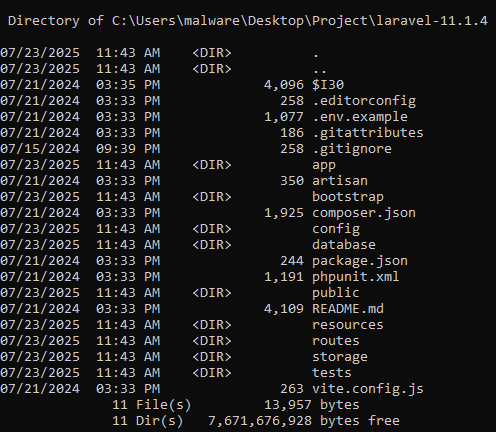 Directory of C:\Users\malware\Desktop\Project\laravel-11.1.4
07/23/2025  11:43 AM    <DIR>          .
07/23/2025  11:43 AM    <DIR>          ..
07/21/2024  03:35 PM             4,096 $I30
07/21/2024  03:33 PM               258 .editorconfig
07/21/2024  03:33 PM             1,077 .env.example
07/21/2024  03:33 PM               186 .gitattributes
07/15/2024  09:39 PM               258 .gitignore
07/23/2025  11:43 AM    <DIR>          app
07/21/2024  03:33 PM               350 artisan
07/23/2025  11:43 AM    <DIR>          bootstrap
07/21/2024  03:33 PM             1,925 composer.json
07/23/2025  11:43 AM    <DIR>          config
07/23/2025  11:43 AM    <DIR>          database
07/21/2024  03:33 PM               244 package.json
07/21/2024  03:33 PM             1,191 phpunit.xml
07/23/2025  11:43 AM    <DIR>          public
07/21/2024  03:33 PM             4,109 README.md
07/23/2025  11:43 AM    <DIR>          resources
07/23/2025  11:43 AM    <DIR>          routes
07/23/2025  11:43 AM    <DIR>          storage
07/23/2025  11:43 AM    <DIR>          tests
07/21/2024  03:33 PM               263 vite.config.js
11 File(s)         13,957 bytes
11 Dir(s)  7,671,676,928 bytes free